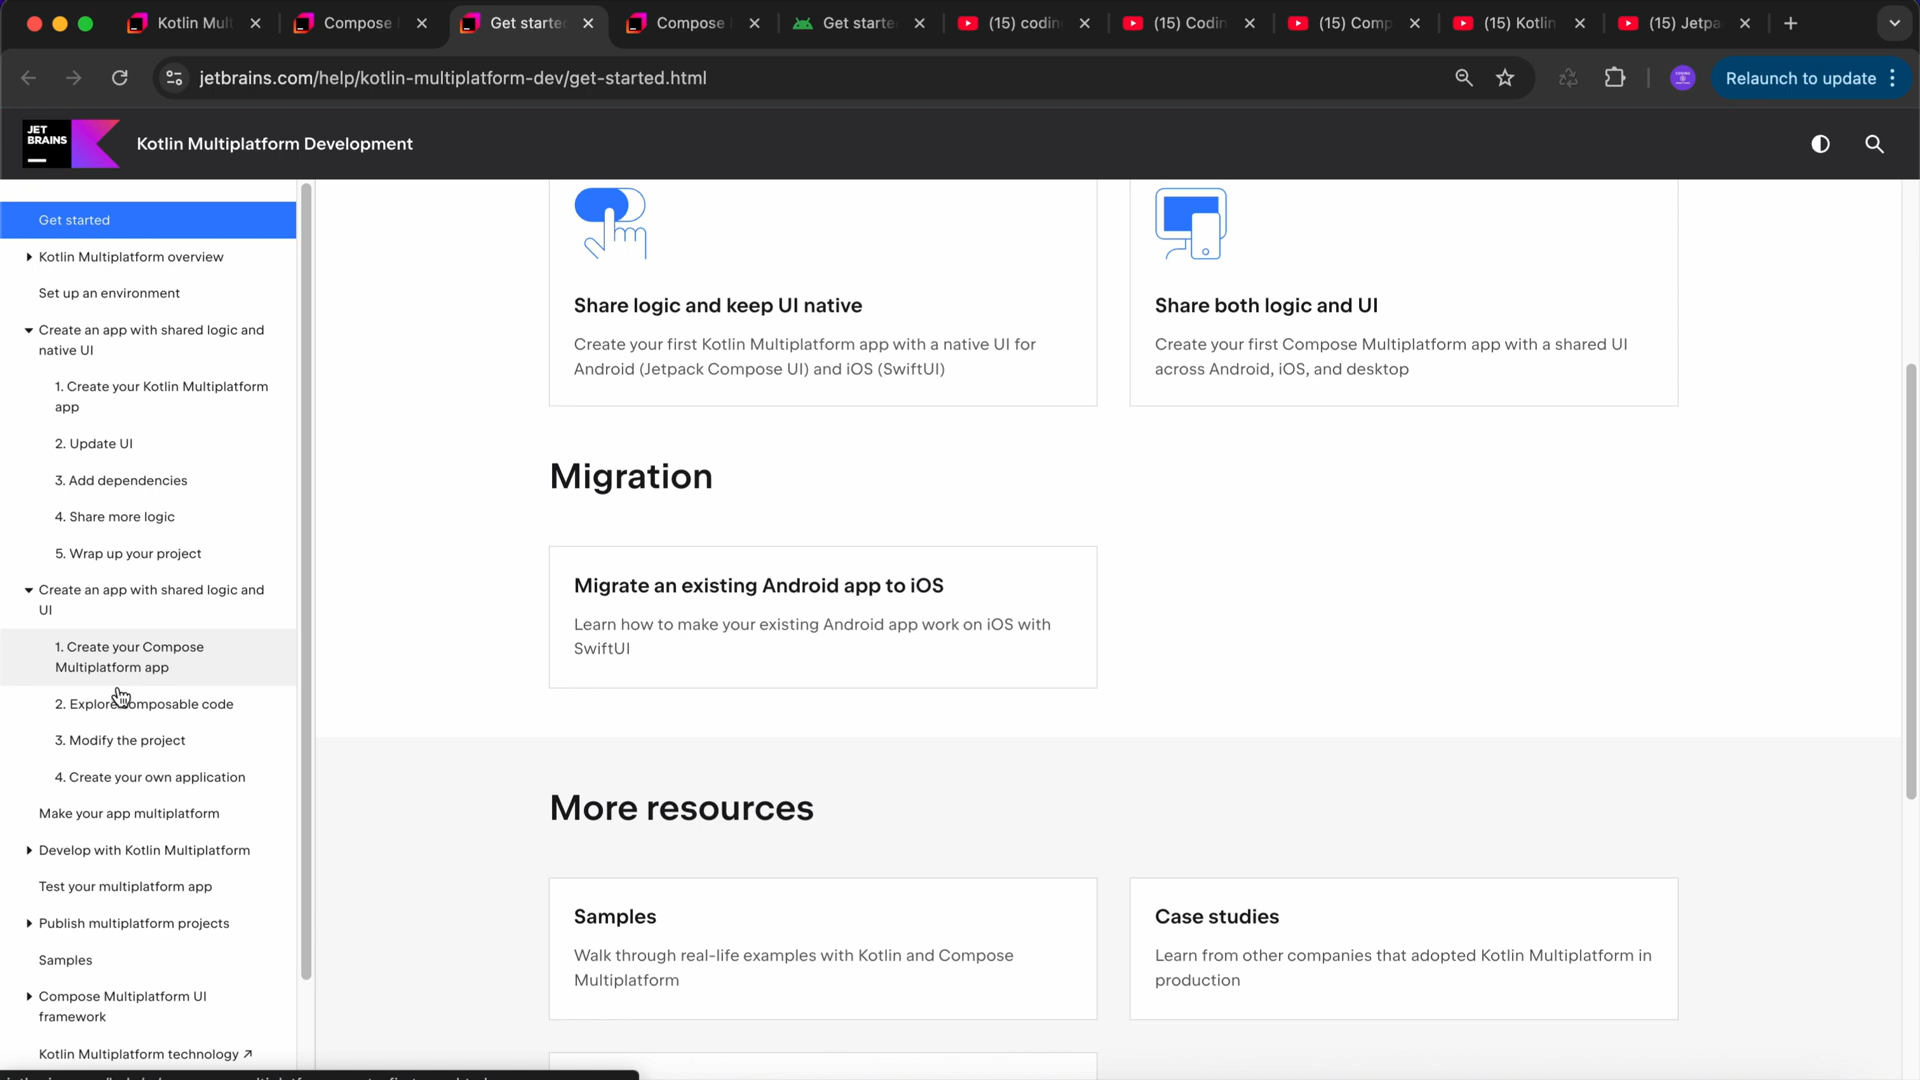 Kotlin Mult
Compose
Get starte
Compose
Get starte
(15) codin
(15) Codin
(15) Comp
(15) Kotlin
(15) Jetpa
jetbrains.com/help/kotlin-multiplatform-dev/get-started.html
Relaunch to update
JET
BRAINS
Kotlin Multiplatform Development
Get started
Kotlin Multiplatform overview
Set up an environment
Create an app with shared logic and
native UI
1. Create your Kotlin Multiplatform
app
2. Update UI
3. Add dependencies
4. Share more logic
5. Wrap up your project
Create an app with shared logic and
UI
1. Create your Compose
Multiplatform app
2. Explore composable code
3. Modify the project
4. Create your own application
Make your app multiplatform
Develop with Kotlin Multiplatform
Test your multiplatform app
Publish multiplatform projects
Samples
Compose Multiplatform UI
framework
Kotlin Multiplatform technology
Share logic and keep UI native
Create your first Kotlin Multiplatform app with a native UI for
Android (Jetpack Compose UI) and iOS (SwiftUI)
Share both logic and UI
Create your first Compose Multiplatform app with a shared UI
across Android, iOS, and desktop
Migration
Migrate an existing Android app to iOS
Learn how to make your existing Android app work on iOS with
SwiftUI
More resources
Samples
Walk through real-life examples with Kotlin and Compose
Multiplatform
Case studies
Learn from other companies that adopted Kotlin Multiplatform in
production